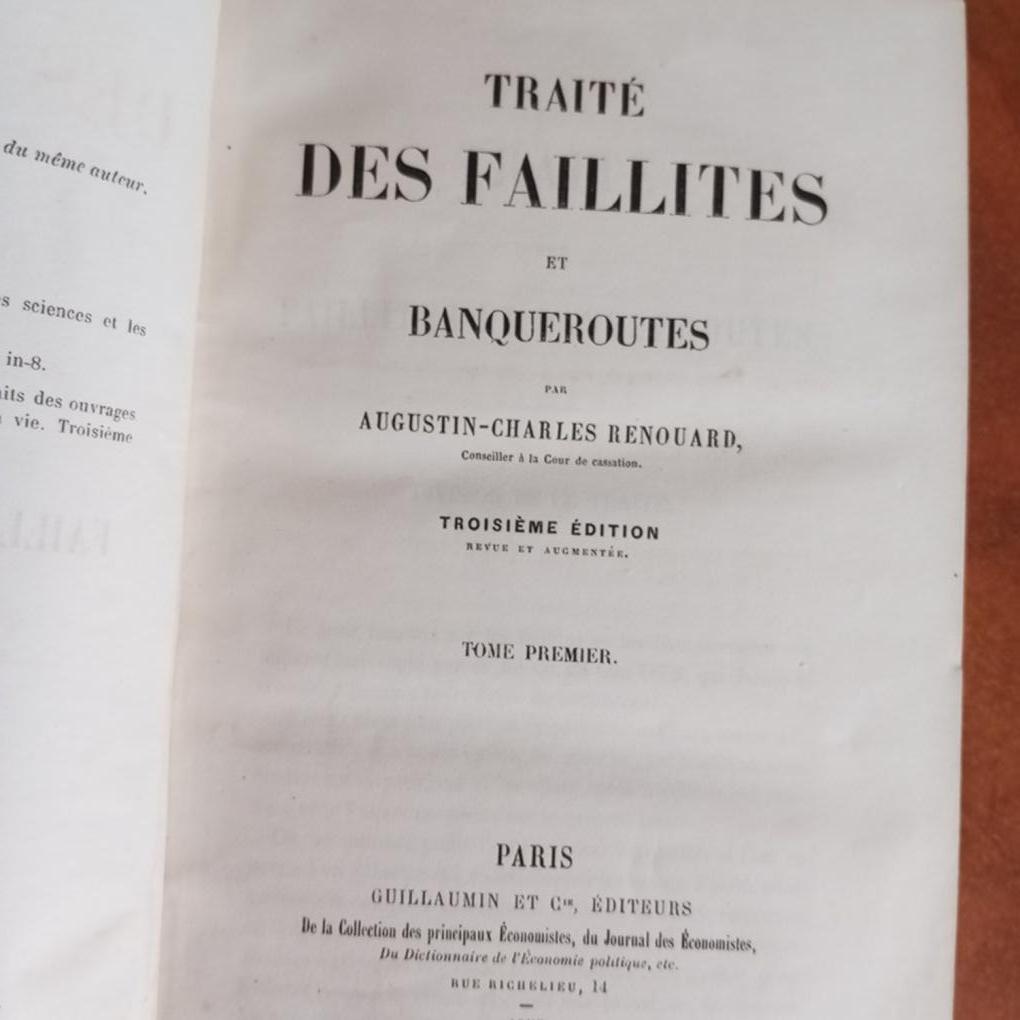 du même auteur.
sciences et les
in-8.
des ouvrages
vie. Troisième
TRAITÉ
DES FAILLITES
ET
BANQUEROUTES
PAR
AUGUSTIN-CHARLES RENOUARD,
Conseiller à la Cour de cassation.
TROISIÈME ÉDITION
REVUE ET AUGMENTÉE.
TOME PREMIER.
PARIS
GUILLAUMIN ET Cie, ÉDITEURS
De la Collection des principaux Économistes, du Journal des Économistes,
Du Dictionnaire de l'Économie politique, etc.
RUE RICHELIEU, 14